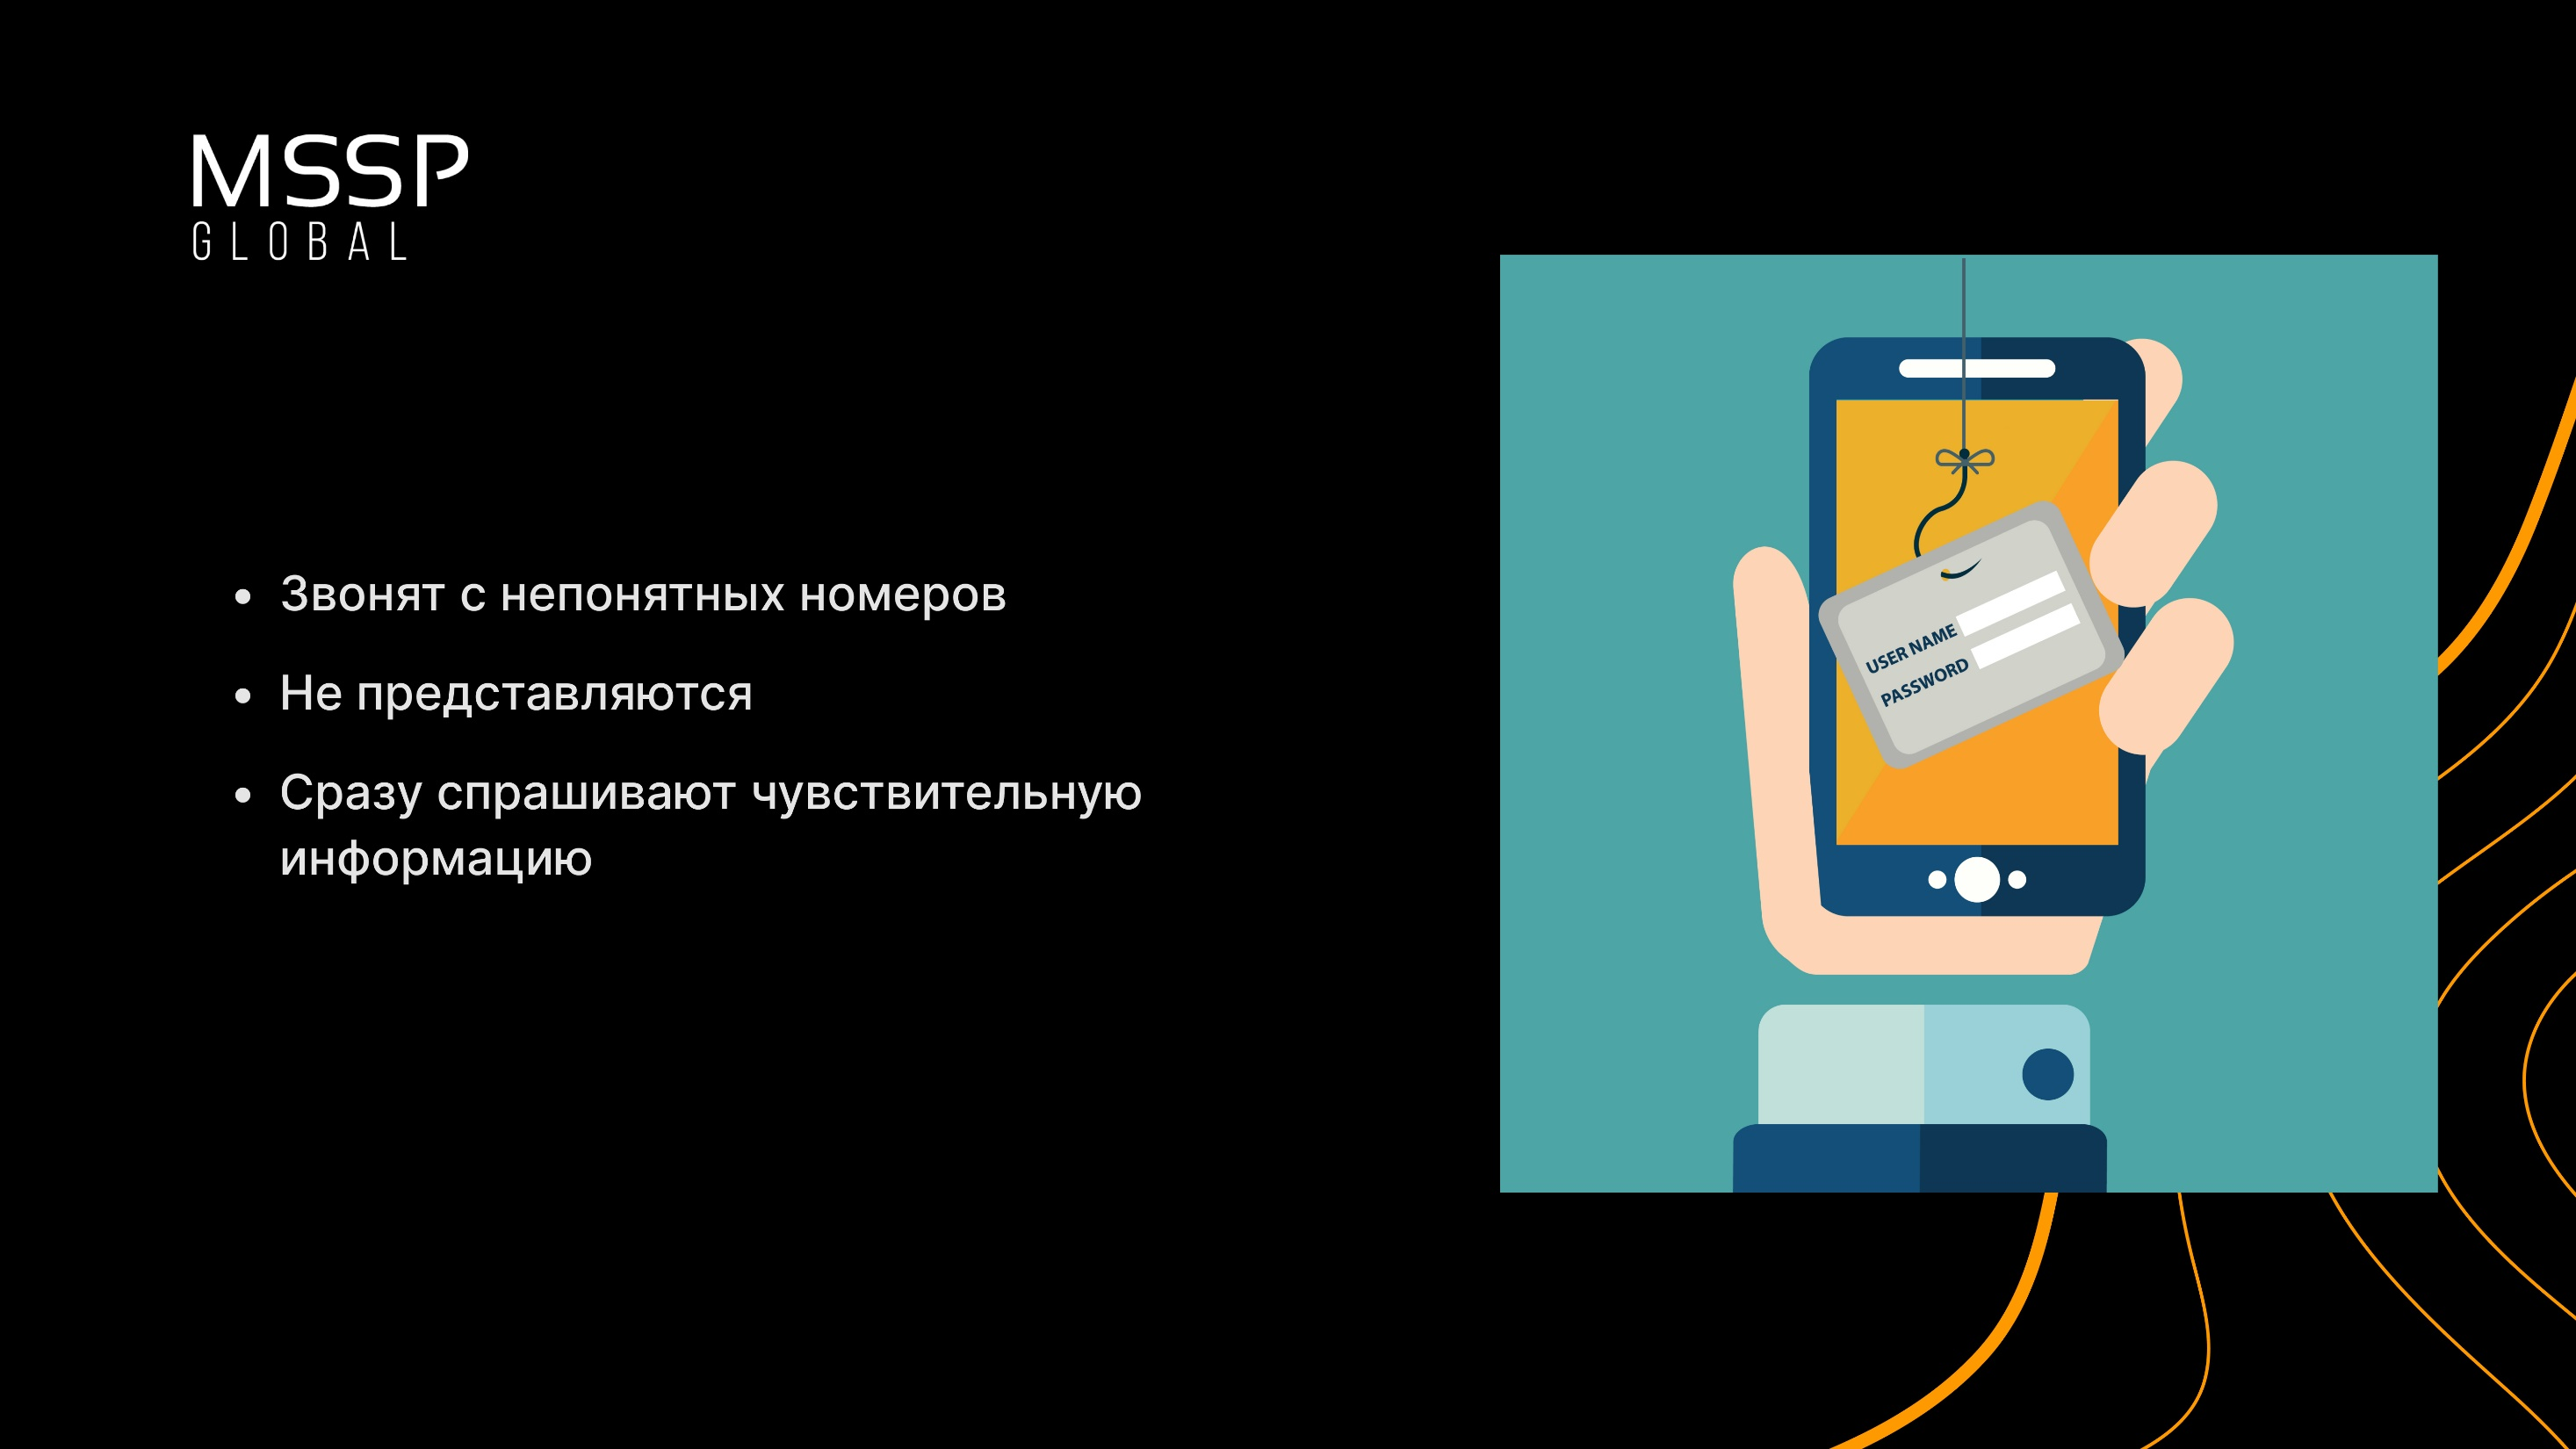 MSSP
GLOBAL
• Звонят с непонятных номеров
• Не представляются
• Сразу спрашивают чувствительную
информацию
USER NAME
PASSWORD